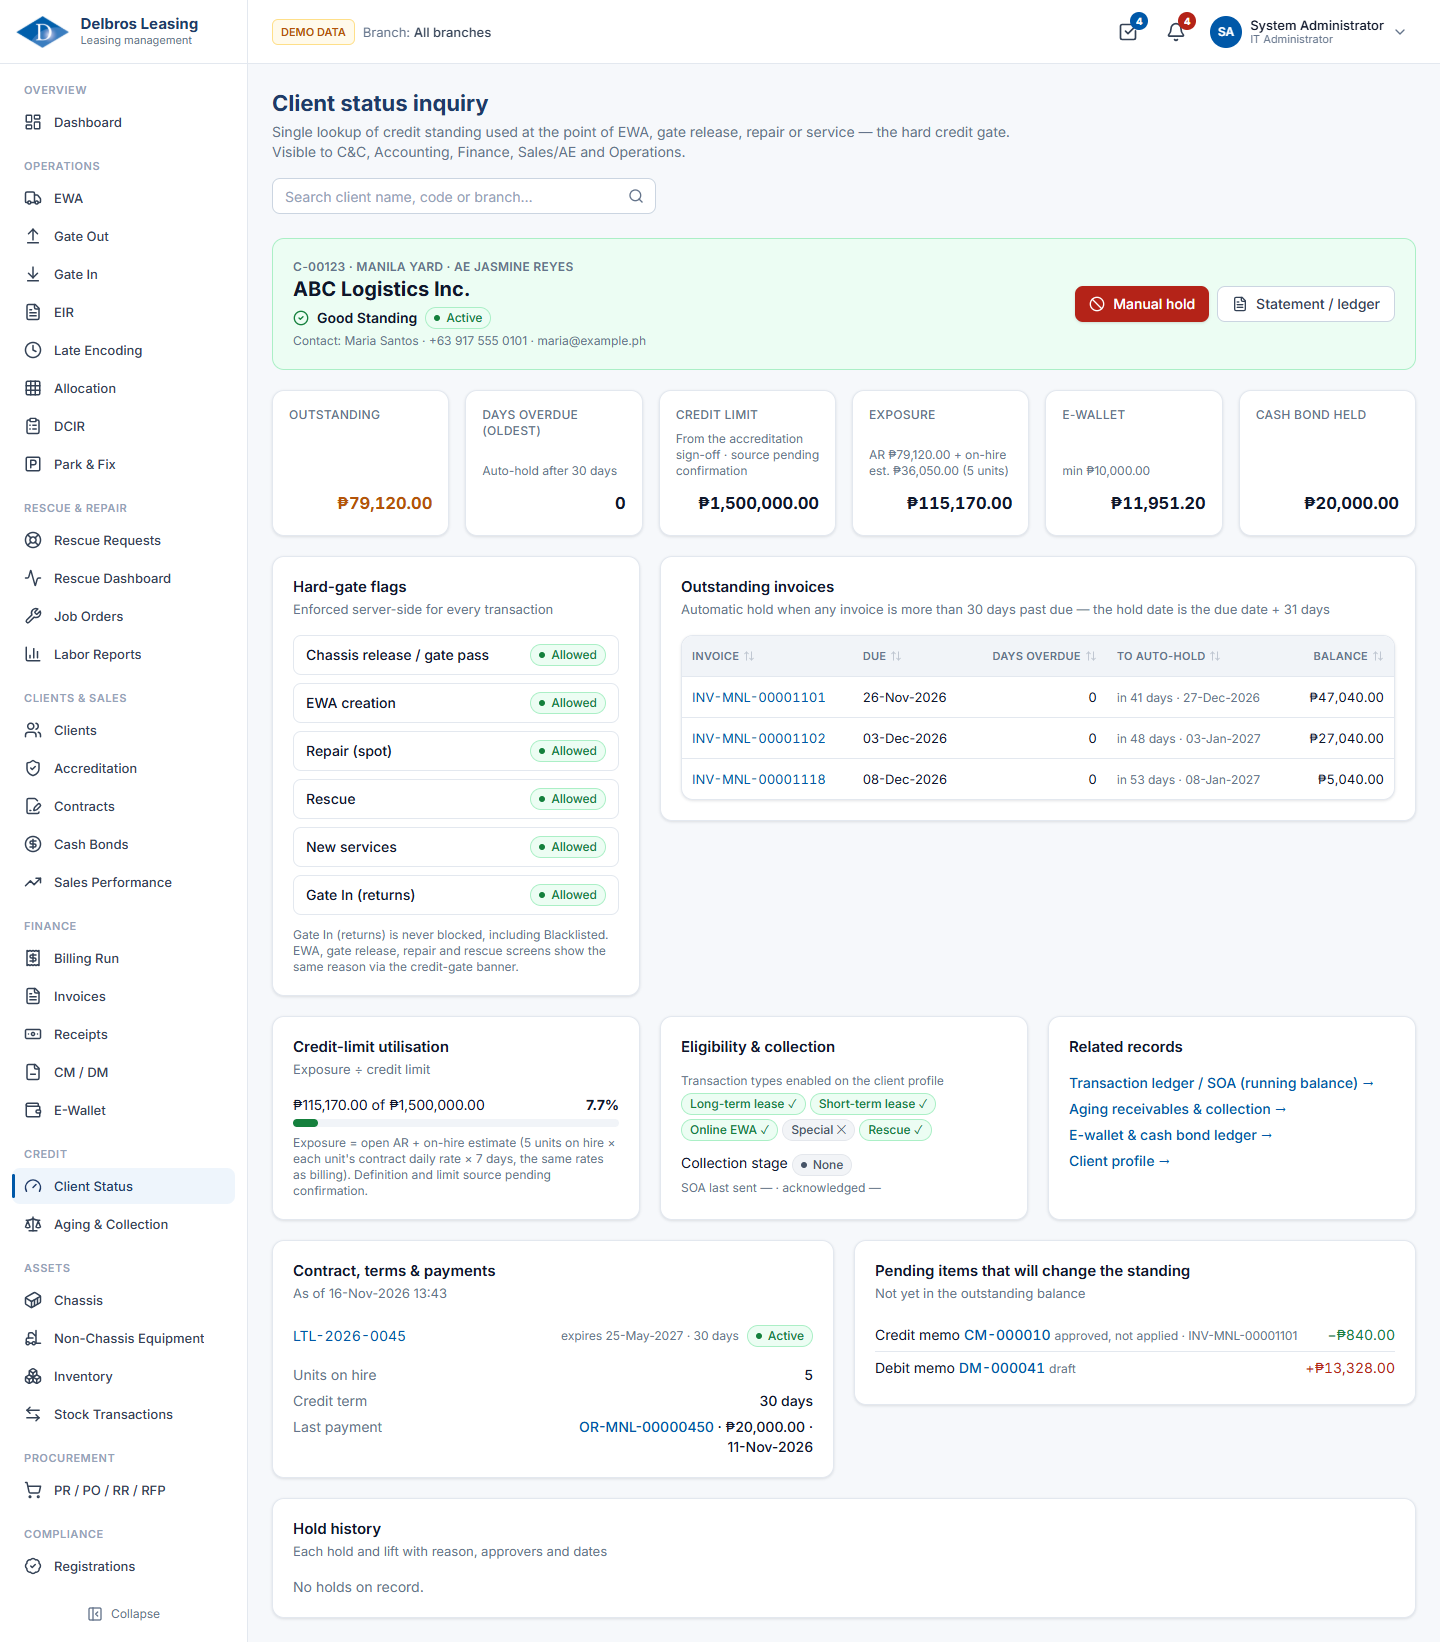 Delbros Leasing
Leasing management
DEMO DATA
Branch: All branches
4
4
SA
System Administrator
IT Administrator
OVERVIEW
Dashboard
OPERATIONS
EWA
Gate Out
Gate In
EIR
Late Encoding
Allocation
DCIR
Park & Fix
RESCUE & REPAIR
Rescue Requests
Rescue Dashboard
Job Orders
Labor Reports
CLIENTS & SALES
Clients
Accreditation
Contracts
Cash Bonds
Sales Performance
FINANCE
Billing Run
Invoices
Receipts
CM / DM
E-Wallet
CREDIT
Client Status
Aging & Collection
ASSETS
Chassis
Non-Chassis Equipment
Inventory
Stock Transactions
PROCUREMENT
PR / PO / RR / RFP
COMPLIANCE
Registrations
Collapse
Client status inquiry
Single lookup of credit standing used at the point of EWA, gate release, repair or service — the hard credit gate.
Visible to C&C, Accounting, Finance, Sales/AE and Operations.
Search client name, code or branch...
C-00123 · MANILA YARD · AE JASMINE REYES
ABC Logistics Inc.
Good Standing
Active
Contact: Maria Santos · +63 917 555 0101 · maria@example.ph
Manual hold
Statement / ledger
OUTSTANDING
₱79,120.00
DAYS OVERDUE
(OLDEST)
Auto-hold after 30 days
0
CREDIT LIMIT
From the accreditation
sign-off · source pending
confirmation
₱1,500,000.00
EXPOSURE
AR ₱79,120.00 + on-hire
est. ₱36,050.00 (5 units)
₱115,170.00
E-WALLET
min ₱10,000.00
₱11,951.20
CASH BOND HELD
₱20,000.00
Hard-gate flags
Enforced server-side for every transaction
Chassis release / gate pass Allowed
EWA creation Allowed
Repair (spot) Allowed
Rescue Allowed
New services Allowed
Gate In (returns) Allowed
Gate In (returns) is never blocked, including Blacklisted.
EWA, gate release, repair and rescue screens show the
same reason via the credit-gate banner.
Outstanding invoices
Automatic hold when any invoice is more than 30 days past due — the hold date is the due date + 31 days
INVOICE DUE DAYS OVERDUE TO AUTO-HOLD BALANCE
INV-MNL-00001101 26-Nov-2026 0 in 41 days · 27-Dec-2026 ₱47,040.00
INV-MNL-00001102 03-Dec-2026 0 in 48 days · 03-Jan-2027 ₱27,040.00
INV-MNL-00001118 08-Dec-2026 0 in 53 days · 08-Jan-2027 ₱5,040.00
Credit-limit utilisation
Exposure ÷ credit limit
₱115,170.00 of ₱1,500,000.00 7.7%
Exposure = open AR + on-hire estimate (5 units on hire ×
each unit's contract daily rate × 7 days, the same rates
as billing). Definition and limit source pending
confirmation.
Eligibility & collection
Transaction types enabled on the client profile
Long-term lease ✓ Short-term lease ✓
Online EWA ✓ Special ✕ Rescue ✓
Collection stage None
SOA last sent — · acknowledged —
Related records
Transaction ledger / SOA (running balance) →
Aging receivables & collection →
E-wallet & cash bond ledger →
Client profile →
Contract, terms & payments
As of 16-Nov-2026 13:43
LTL-2026-0045 expires 25-May-2027 · 30 days Active
Units on hire 5
Credit term 30 days
Last payment OR-MNL-00000450 · ₱20,000.00 ·
11-Nov-2026
Pending items that will change the standing
Not yet in the outstanding balance
Credit memo CM-000010 approved, not applied · INV-MNL-00001101 −₱840.00
Debit memo DM-000041 draft +₱13,328.00
Hold history
Each hold and lift with reason, approvers and dates
No holds on record.